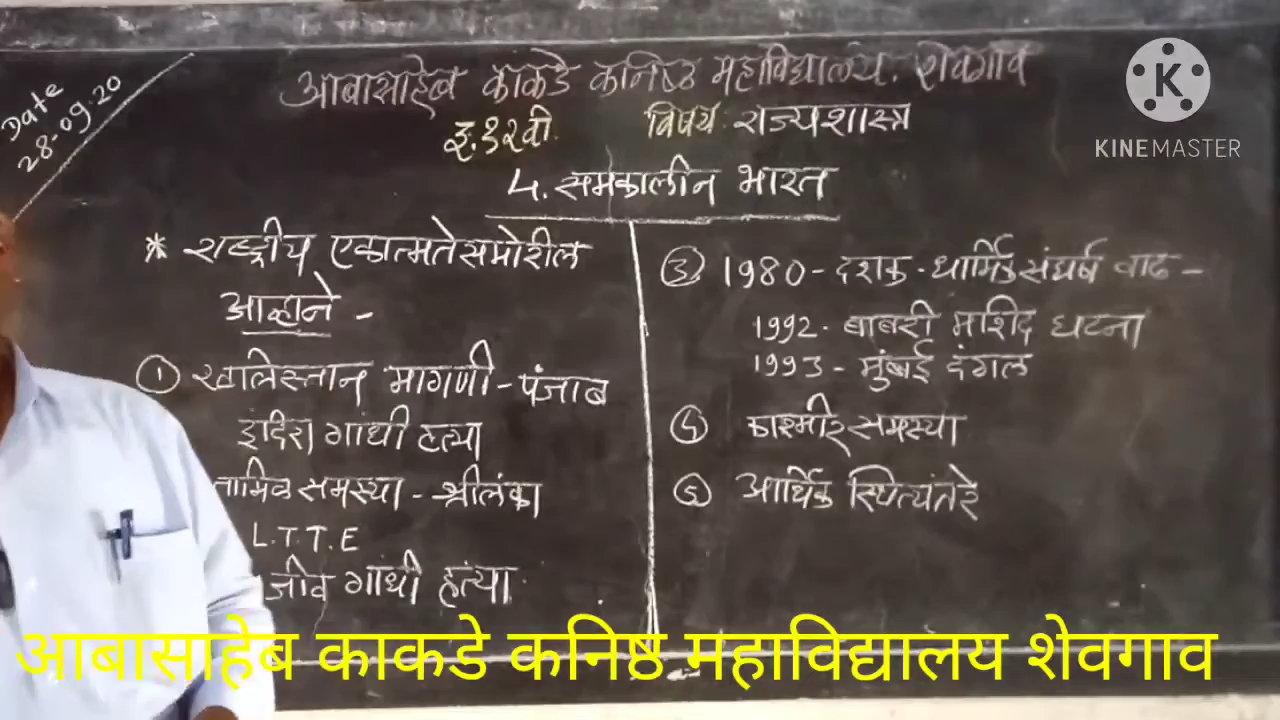 Date
28-09-20
आबासाहेब काकडे कनिष्ठ महाविद्यालय. शेवगाव
इ. १२वी. विषय: राज्यशास्त्र
4. समकालीन भारत
* राष्ट्रीय एकात्मतेसमोरील
आव्हाने -
① खलिस्तान मागणी - पंजाब
इंदिरा गांधी हत्या
तामिळ समस्या - श्रीलंका
L.T.T.E
जीव गांधी हत्या.
③ 1980 - दशक - धार्मिक संघर्ष वाढ -
1992 - बाबरी मशिद घटना
1993 - मुंबई दंगल
④ काश्मीर समस्या
⑤ आर्थिक स्थित्यंतरे
K
KINEMASTER
आबासाहेब काकडे कनिष्ठ महाविद्यालय शेवगाव